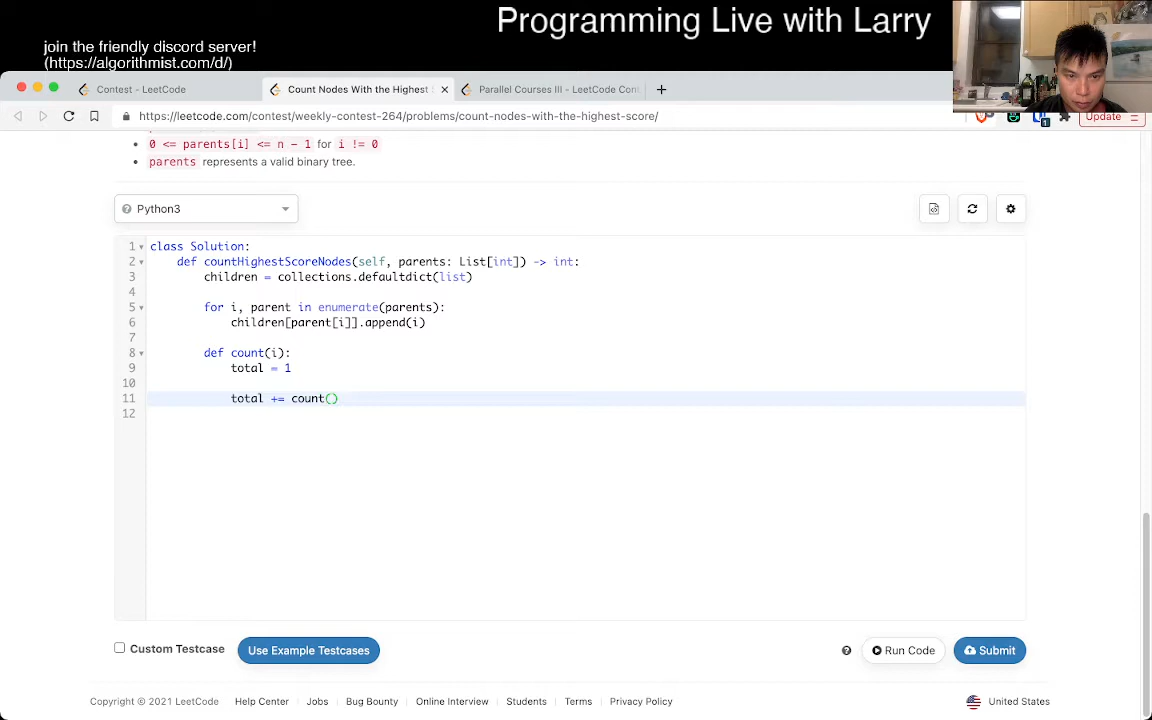 Programming Live with Larry
join the friendly discord server!
(https://algorithmist.com/d/)
Contest - LeetCode
Count Nodes With the Highest
Parallel Courses III - LeetCode Cont
https://leetcode.com/contest/weekly-contest-264/problems/count-nodes-with-the-highest-score/
Update
0 <= parents[i] <= n - 1 for i != 0
parents represents a valid binary tree.
Python3
1 class Solution:
2 def countHighestScoreNodes(self, parents: List[int]) -> int:
3 children = collections.defaultdict(list)
4
5 for i, parent in enumerate(parents):
6 children[parent[i]].append(i)
7
8 def count(i):
9 total = 1
10
11 total += count()
12
Custom Testcase
Use Example Testcases
Run Code
Submit
Copyright © 2021 LeetCode
Help Center
Jobs
Bug Bounty
Online Interview
Students
Terms
Privacy Policy
United States